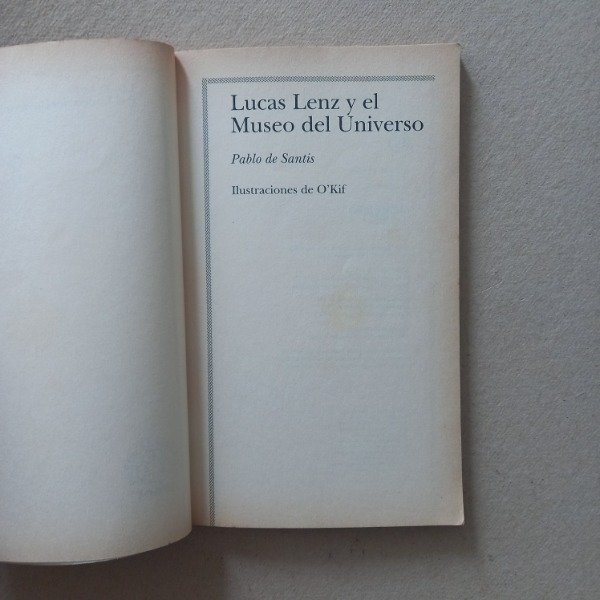 Lucas Lenz y el
Museo del Universo
Pablo de Santis
Ilustraciones de O'Kif